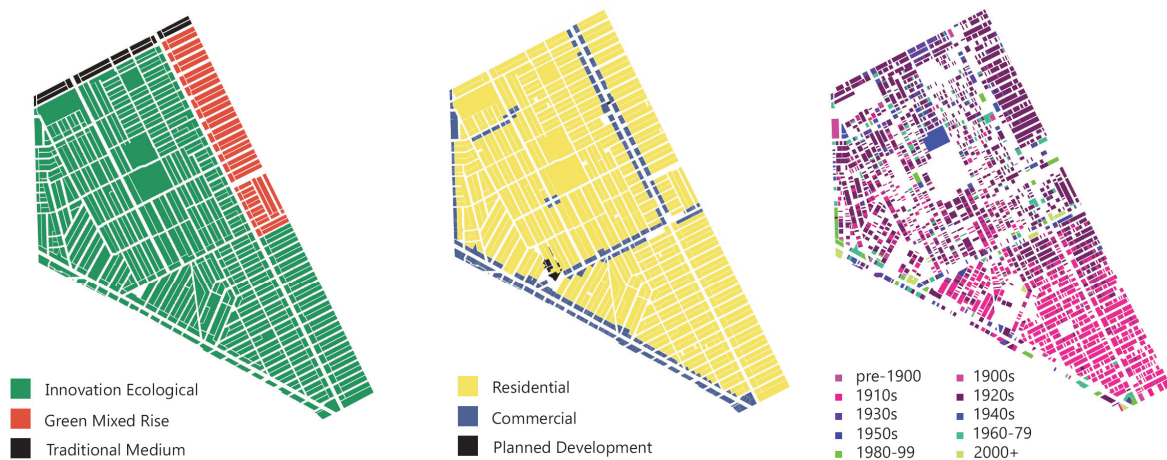 Innovation Ecological
Green Mixed Rise
Traditional Medium
Residential
Commercial
Planned Development
pre-1900 1900s
1910s 1920s
1930s 1940s
1950s 1960-79
1980-99 2000+